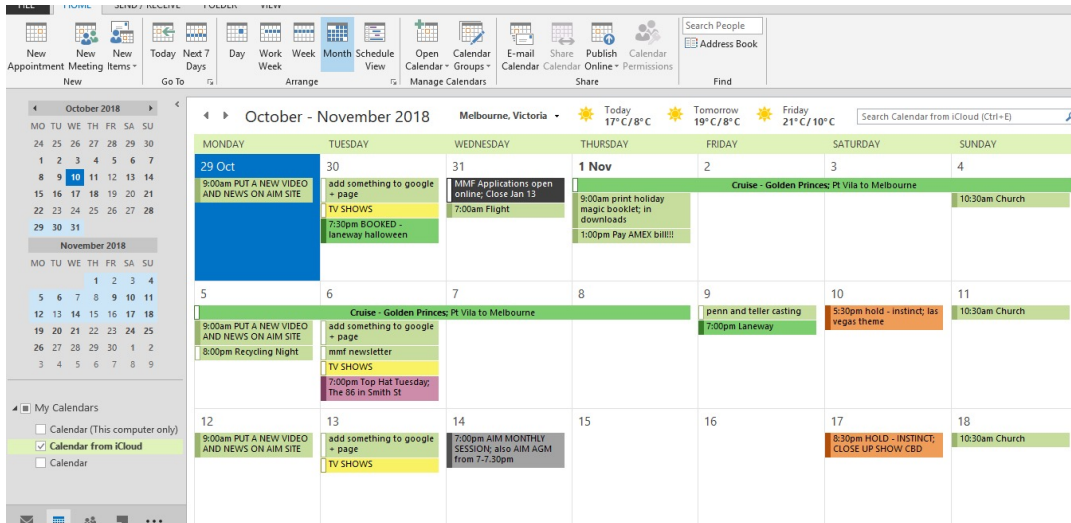 FILE HOME SEND / RECEIVE FOLDER VIEW
New Appointment
New Meeting
New Items
Today
Next 7 Days
Day
Work Week
Week
Month
Schedule View
Open Calendar
Calendar Groups
E-mail Calendar
Share Calendar
Publish Online
Calendar Permissions
Search People
Address Book
New
Go To
Arrange
Manage Calendars
Share
Find
October 2018
MO TU WE TH FR SA SU
24 25 26 27 28 29 30
1 2 3 4 5 6 7
8 9 10 11 12 13 14
15 16 17 18 19 20 21
22 23 24 25 26 27 28
29 30 31
November 2018
MO TU WE TH FR SA SU
1 2 3 4
5 6 7 8 9 10 11
12 13 14 15 16 17 18
19 20 21 22 23 24 25
26 27 28 29 30 1 2
3 4 5 6 7 8 9
My Calendars
Calendar (This computer only)
Calendar from iCloud
Calendar
October - November 2018
Melbourne, Victoria
Today
17°C/8°C
Tomorrow
19°C/8°C
Friday
21°C/10°C
Search Calendar from iCloud (Ctrl+E)
MONDAY TUESDAY WEDNESDAY THURSDAY FRIDAY SATURDAY SUNDAY
29 Oct
9:00am PUT A NEW VIDEO
AND NEWS ON AIM SITE
30
add something to google
+ page
TV SHOWS
7:30pm BOOKED -
laneway halloween
31
MMF Applications open
online; Close Jan 13
7:00am Flight
1 Nov
2
3
4
Cruise - Golden Princes; Pt Vila to Melbourne
9:00am print holiday
magic booklet; in
downloads
1:00pm Pay AMEX bill!!!
10:30am Church
5
6
7
8
Cruise - Golden Princes; Pt Vila to Melbourne
9:00am PUT A NEW VIDEO
AND NEWS ON AIM SITE
8:00pm Recycling Night
add something to google
+ page
mmf newsletter
TV SHOWS
7:00pm Top Hat Tuesday;
The 86 in Smith St
9
penn and teller casting
7:00pm Laneway
10
5:30pm hold - instinct; las
vegas theme
11
10:30am Church
12
9:00am PUT A NEW VIDEO
AND NEWS ON AIM SITE
13
add something to google
+ page
TV SHOWS
14
7:00pm AIM MONTHLY
SESSION; also AIM AGM
from 7-7.30pm
15
16
17
8:30pm HOLD - INSTINCT;
CLOSE UP SHOW CBD
18
10:30am Church